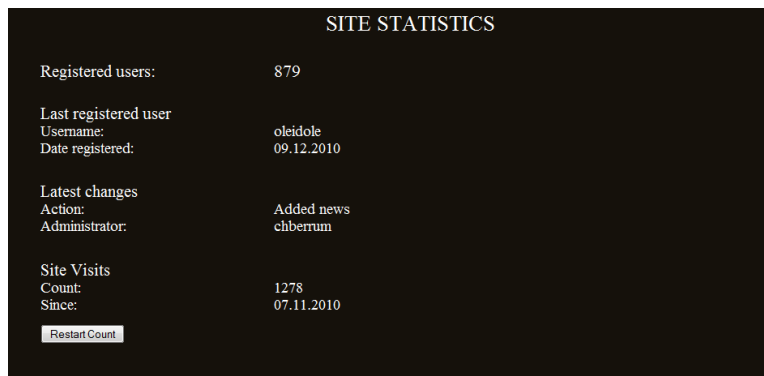 SITE STATISTICS
Registered users: 879
Last registered user
Username: oleidole
Date registered: 09.12.2010
Latest changes
Action: Added news
Administrator: chberrum
Site Visits
Count: 1278
Since: 07.11.2010
Restart Count